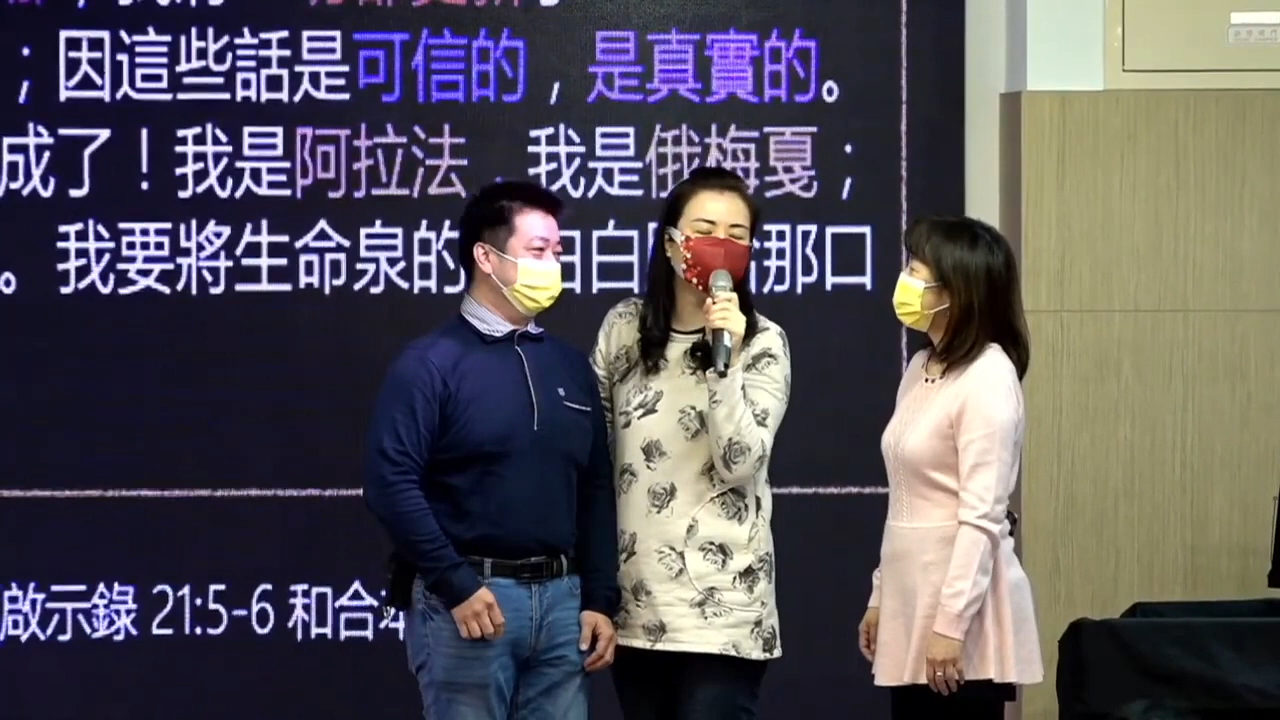 ；因這些話是可信的，是真實的。
成了！我是阿拉法，我是俄梅戛；
。我要將生命泉的 白白 給那口
啟示錄 21:5-6 和合本